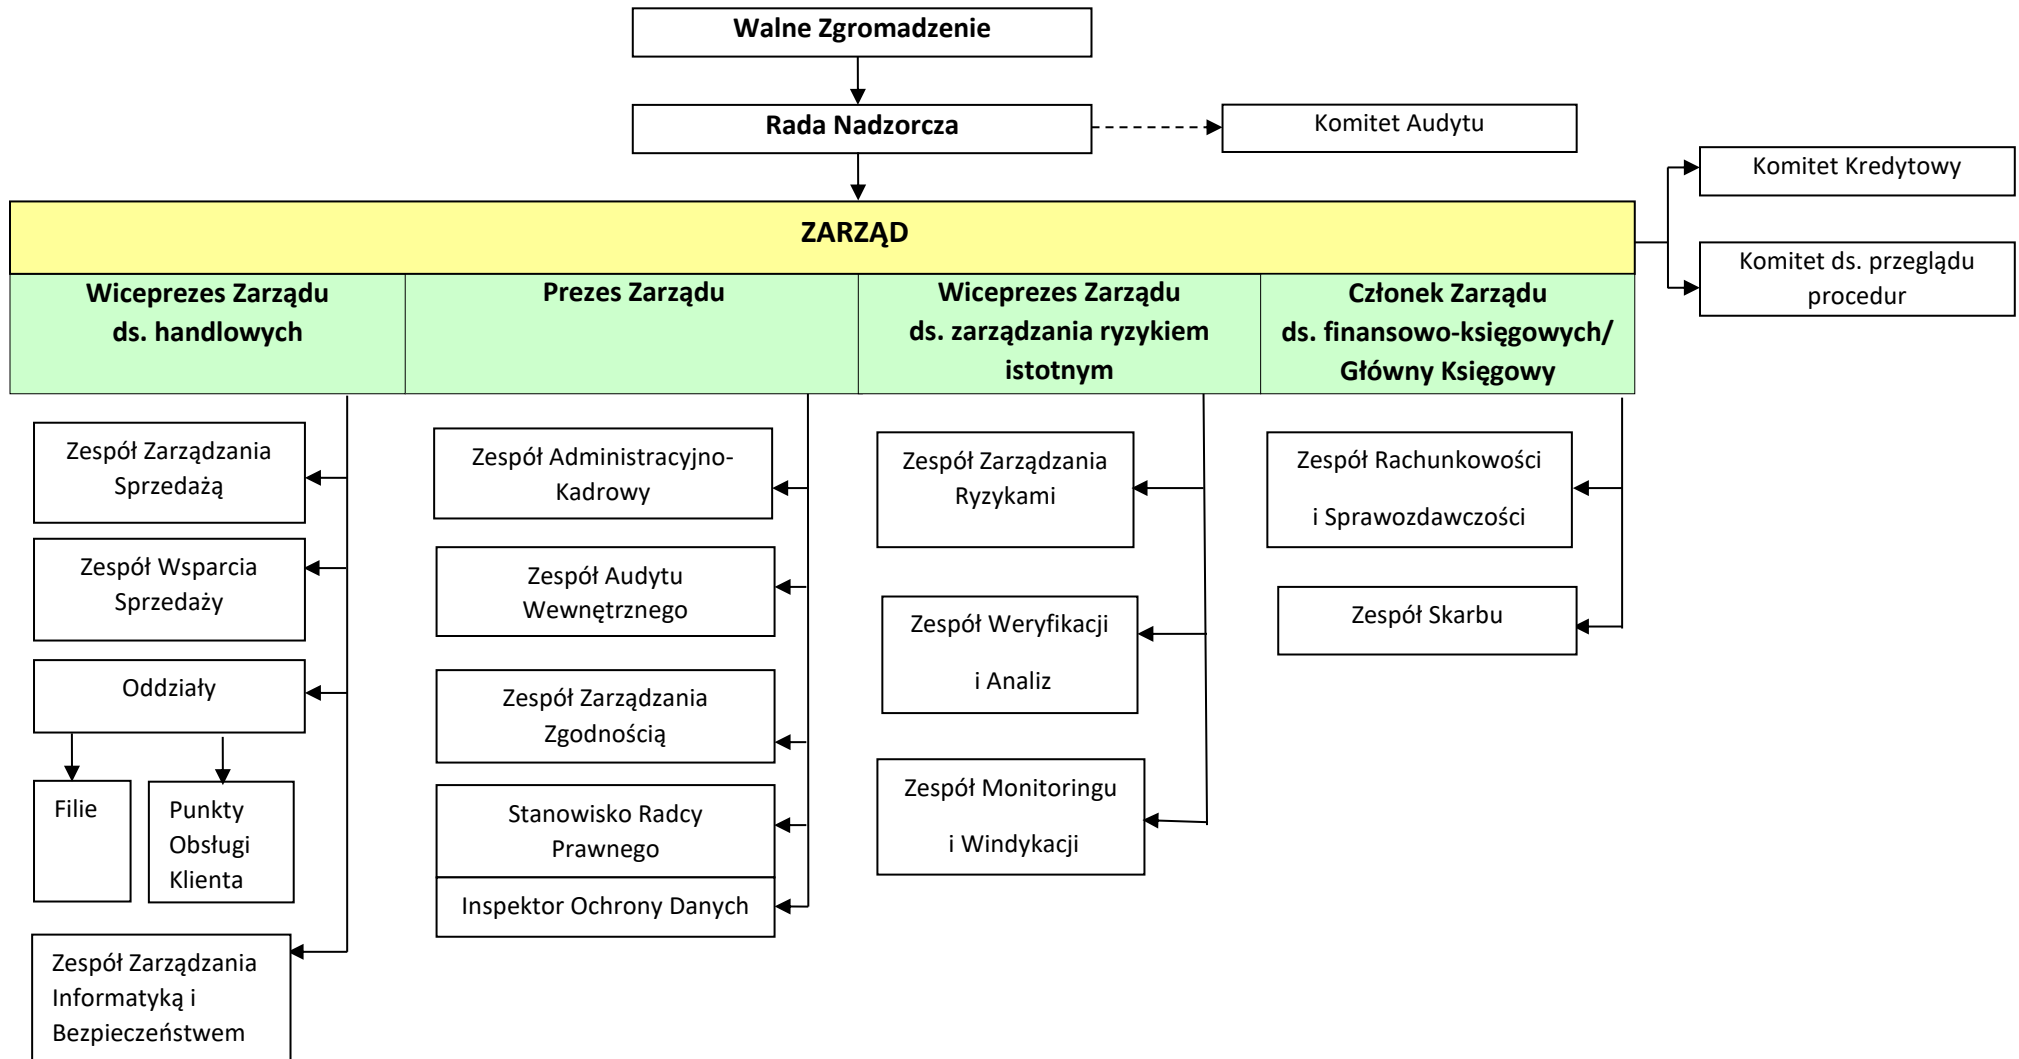 Walne Zgromadzenie
Rada Nadzorcza
Komitet Audytu
Komitet Kredytowy
Komitet ds. przeglądu
procedur
ZARZĄD
Wiceprezes Zarządu
ds. handlowych
Prezes Zarządu
Wiceprezes Zarządu
ds. zarządzania ryzykiem
istotnym
Członek Zarządu
ds. finansowo-księgowych/
Główny Księgowy
Zespół Zarządzania
Sprzedażą
Zespół Wsparcia
Sprzedaży
Oddziały
Filie
Punkty
Obsługi
Klienta
Zespół Zarządzania
Informatyką i
Bezpieczeństwem
Zespół Administracyjno-
Kadrowy
Zespół Audytu
Wewnętrznego
Zespół Zarządzania
Zgodnością
Stanowisko Radcy
Prawnego
Inspektor Ochrony Danych
Zespół Zarządzania
Ryzykami
Zespół Weryfikacji
i Analiz
Zespół Monitoringu
i Windykacji
Zespół Rachunkowości
i Sprawozdawczości
Zespół Skarbu